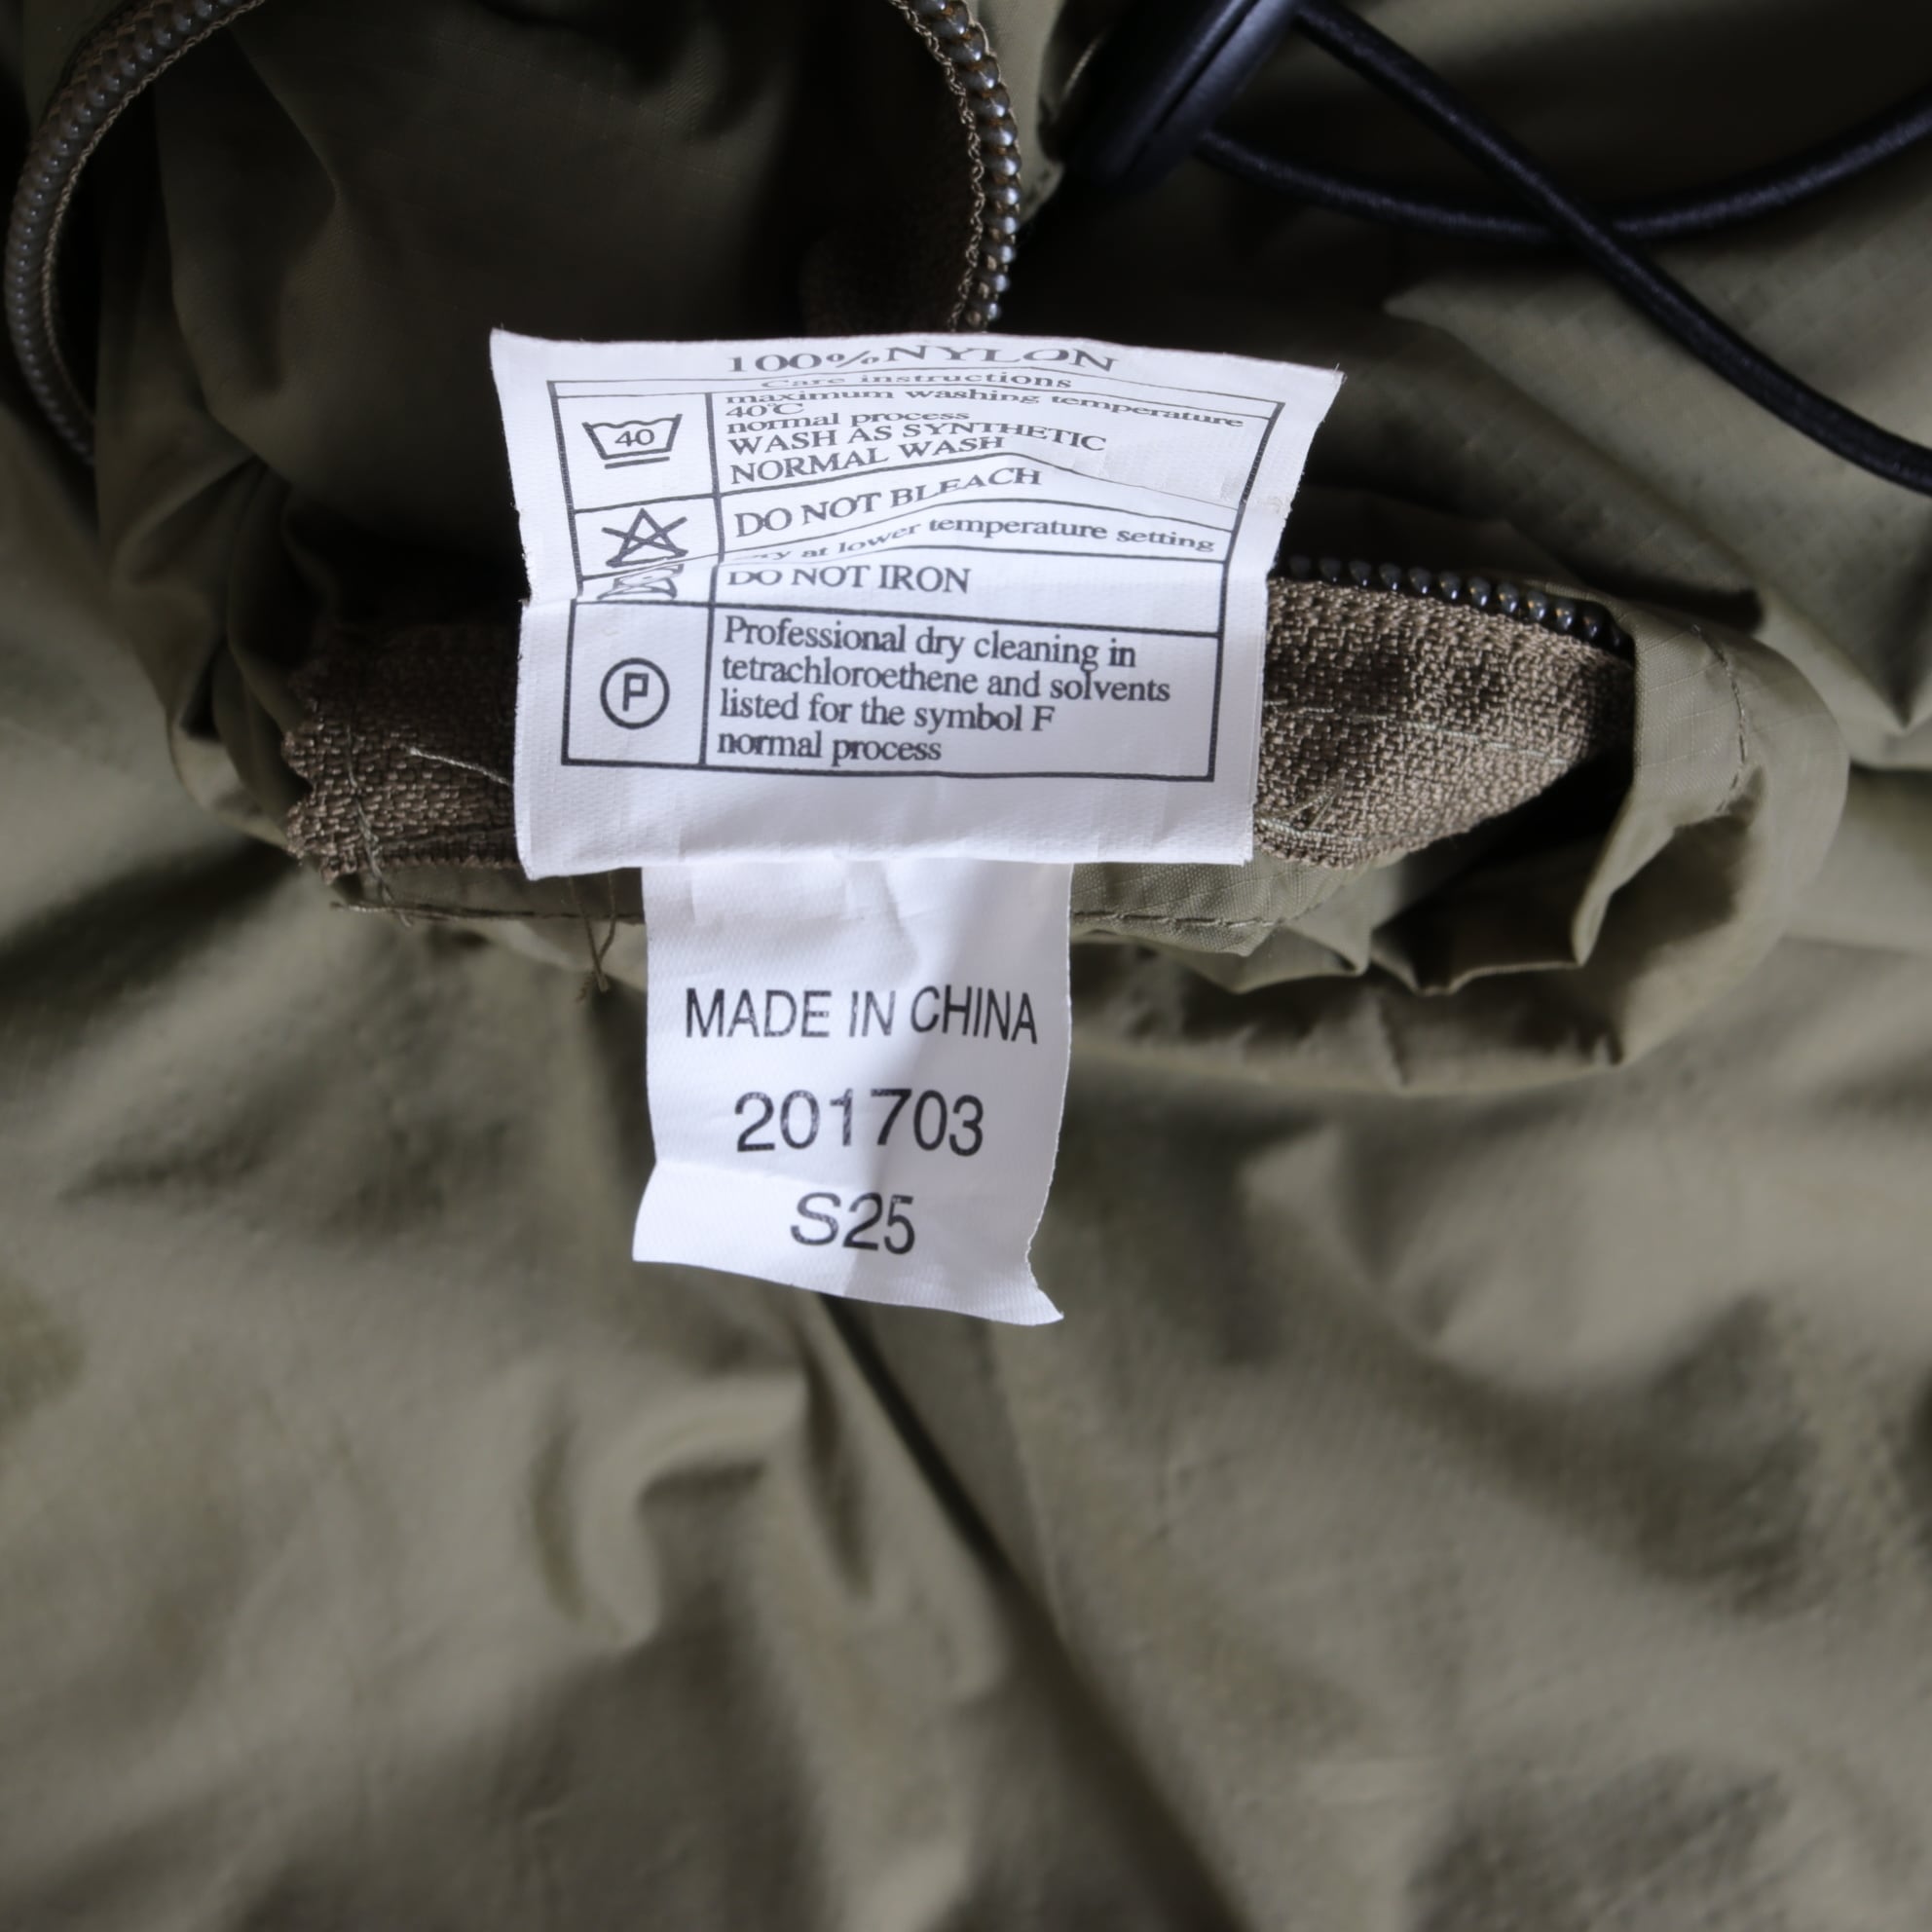 100%NYLON
Care instructions
40
maximum washing temperature
40℃
normal process
WASH AS SYNTHETIC
NORMAL WASH
DO NOT BLEACH
at lower temperature setting
DO NOT IRON
P
Professional dry cleaning in
tetrachloroethene and solvents
listed for the symbol F
normal process
MADE IN CHINA
201703
S25